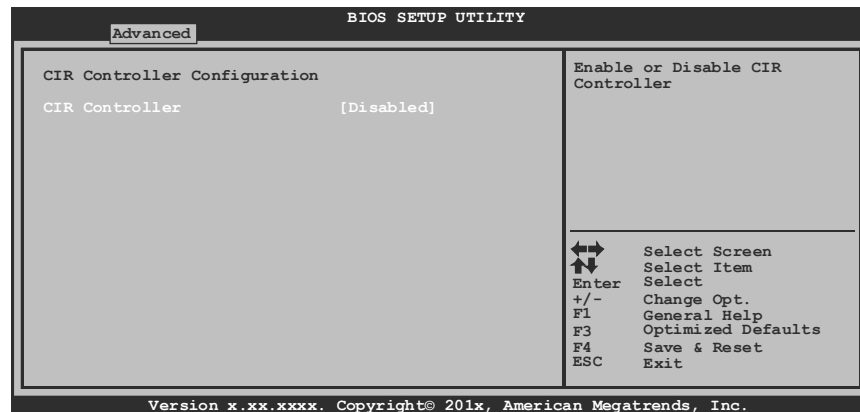 BIOS SETUP UTILITY
Advanced
CIR Controller Configuration
CIR Controller [Disabled]
Enable or Disable CIR
Controller
Select Screen
Select Item
Enter Select
+/- Change Opt.
F1 General Help
F3 Optimized Defaults
F4 Save & Reset
ESC Exit
Version x.xx.xxxx. Copyright© 201x, American Megatrends, Inc.